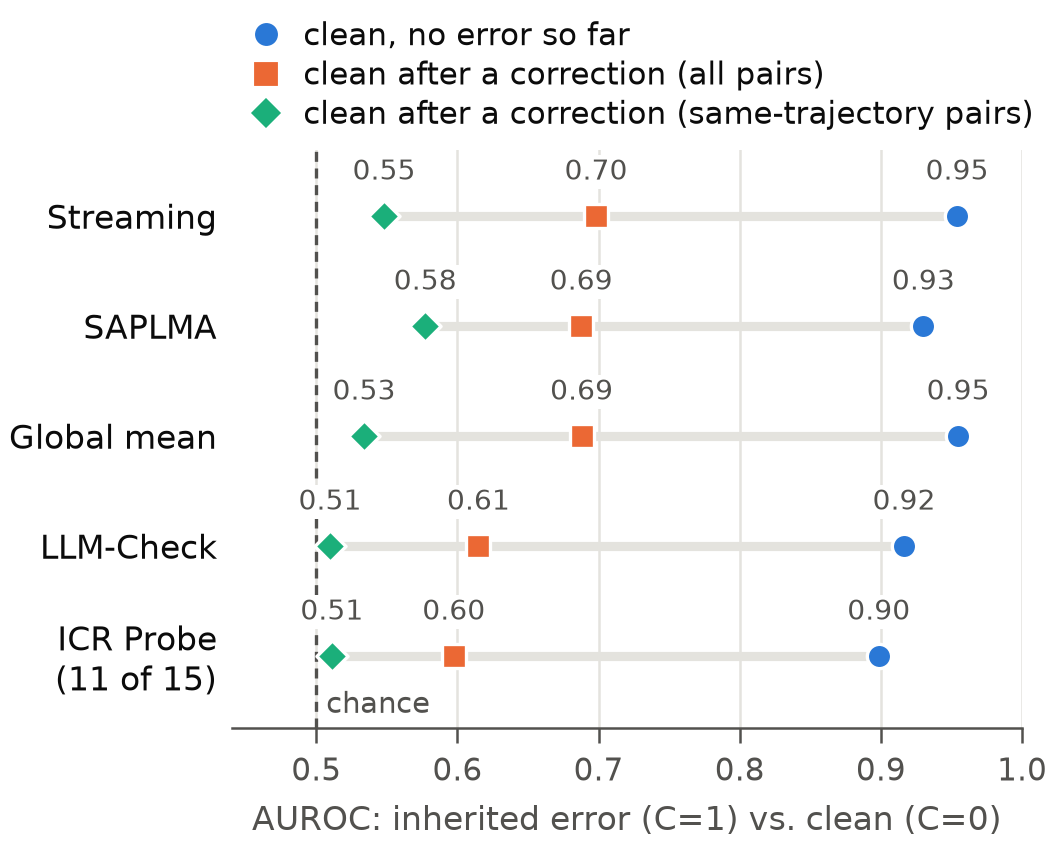 clean, no error so far
clean after a correction (all pairs)
clean after a correction (same-trajectory pairs)
0.55 0.70 0.95
Streaming
0.58 0.69 0.93
SAPLMA
0.53 0.69 0.95
Global mean
0.51 0.61 0.92
LLM-Check
0.51 0.60 0.90
ICR Probe
(11 of 15)
chance
0.5 0.6 0.7 0.8 0.9 1.0
AUROC: inherited error (C=1) vs. clean (C=0)